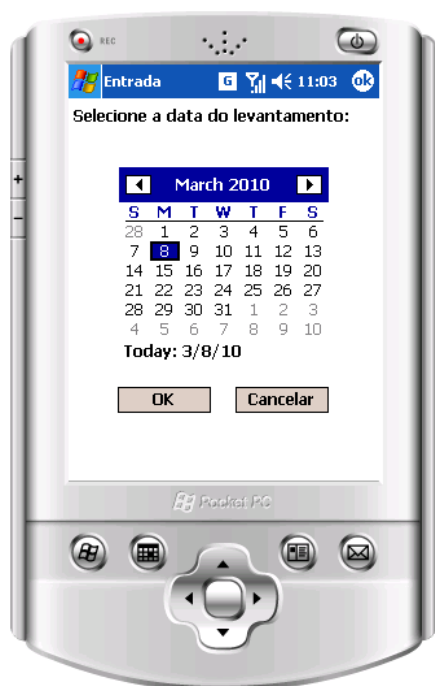 REC
Entrada G 11:03 ok
Selecione a data do levantamento:
March 2010
S M T W T F S
28 1 2 3 4 5 6
7 8 9 10 11 12 13
14 15 16 17 18 19 20
21 22 23 24 25 26 27
28 29 30 31 1 2 3
4 5 6 7 8 9 10
Today: 3/8/10
OK Cancelar
Pocket PC
+
-